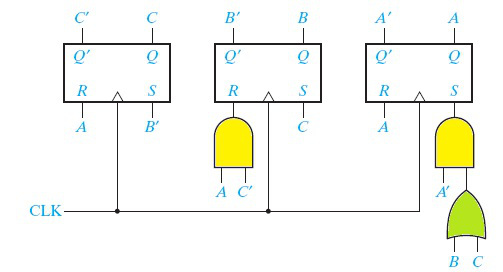 C′ C B′ B A′ A
Q′ Q Q′ Q Q′ Q
R S R S R S
A B′ C A
A C′ A′
CLK
B C